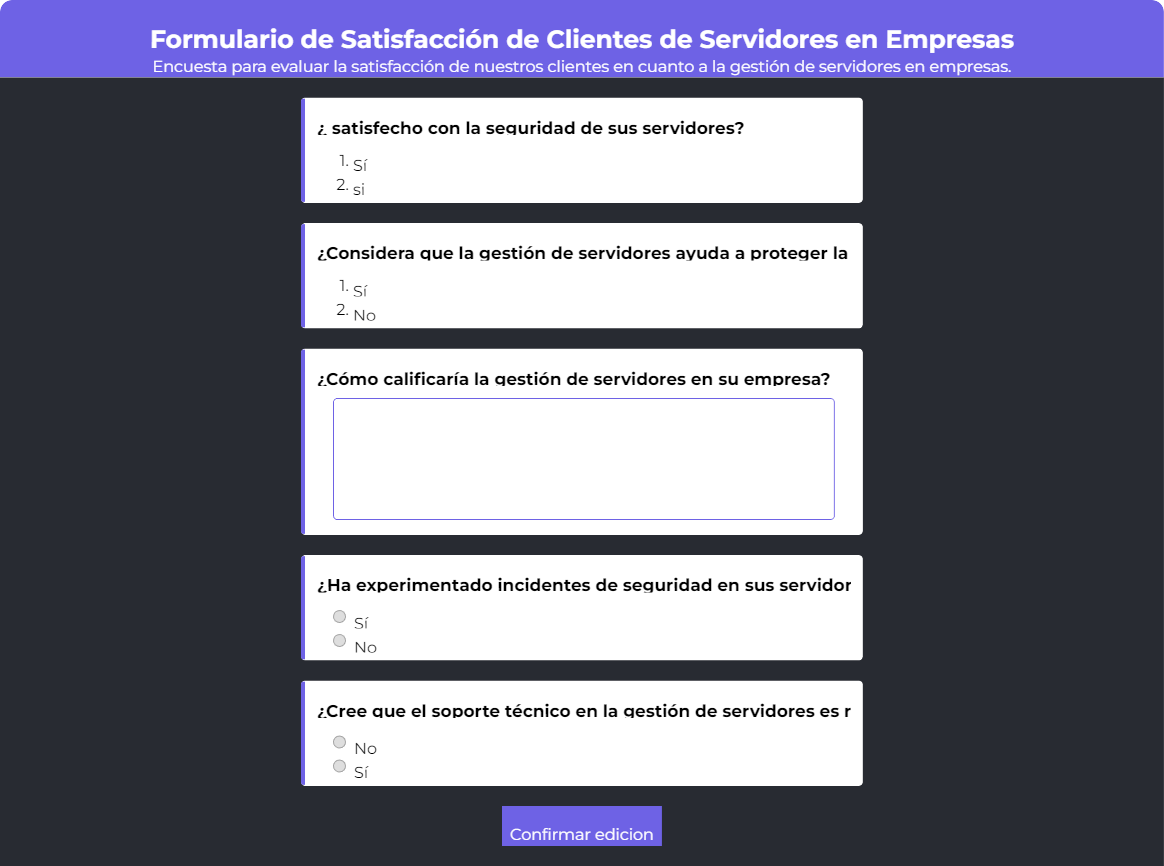 Formulario de Satisfacción de Clientes de Servidores en Empresas
Encuesta para evaluar la satisfacción de nuestros clientes en cuanto a la gestión de servidores en empresas.
¿ satisfecho con la seguridad de sus servidores?
1. Sí
2. si
¿Considera que la gestión de servidores ayuda a proteger la
1. Sí
2. No
¿Cómo calificaría la gestión de servidores en su empresa?
¿Ha experimentado incidentes de seguridad en sus servidor
Sí
No
¿Cree que el soporte técnico en la gestión de servidores es r
No
Sí
Confirmar edicion